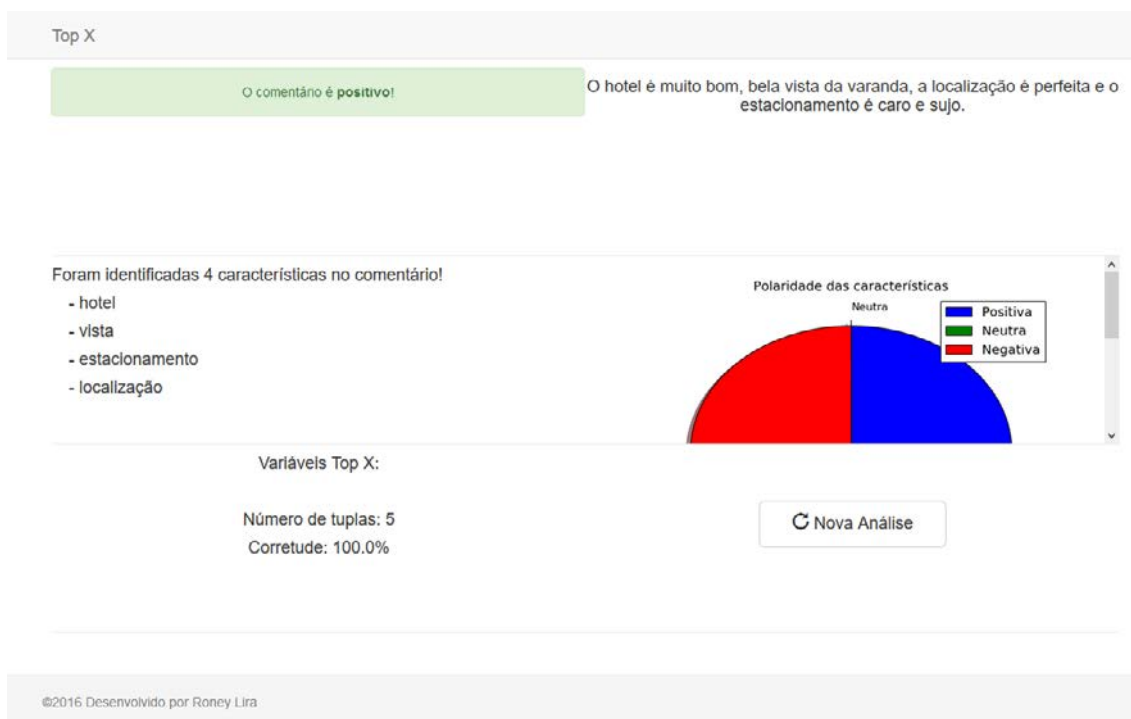 Top X
O comentário é positivo!
O hotel é muito bom, bela vista da varanda, a localização é perfeita e o
estacionamento é caro e sujo.
Foram identificadas 4 características no comentário!
- hotel
- vista
- estacionamento
- localização
Polaridade das características
Neutra
Positiva
Neutra
Negativa
Variáveis Top X:
Número de tuplas: 5
Corretude: 100.0%
Nova Análise
©2016 Desenvolvido por Roney Lira